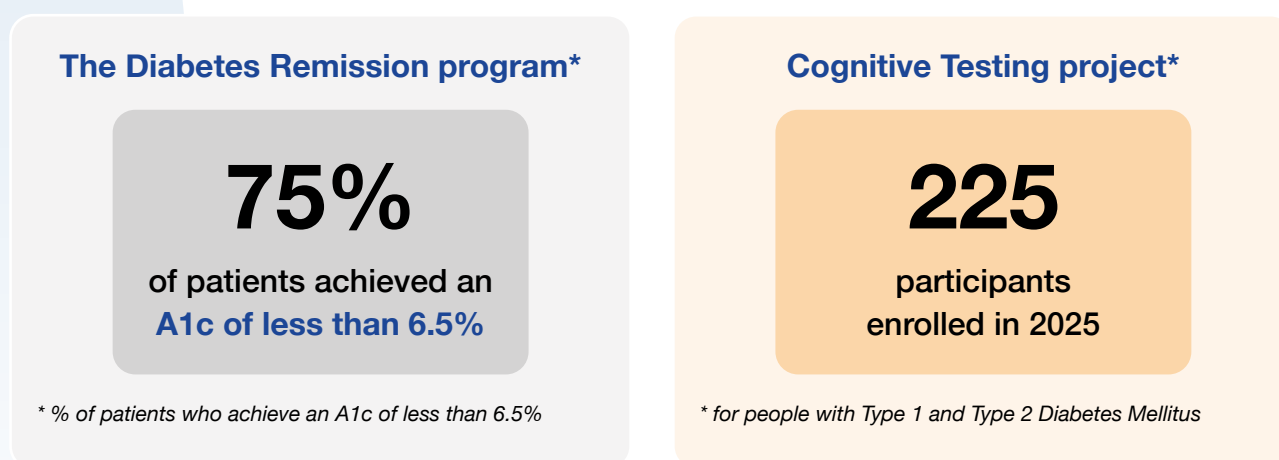 The Diabetes Remission program*
75%
of patients achieved an
A1c of less than 6.5%
* % of patients who achieve an A1c of less than 6.5%
Cognitive Testing project*
225
participants
enrolled in 2025
* for people with Type 1 and Type 2 Diabetes Mellitus